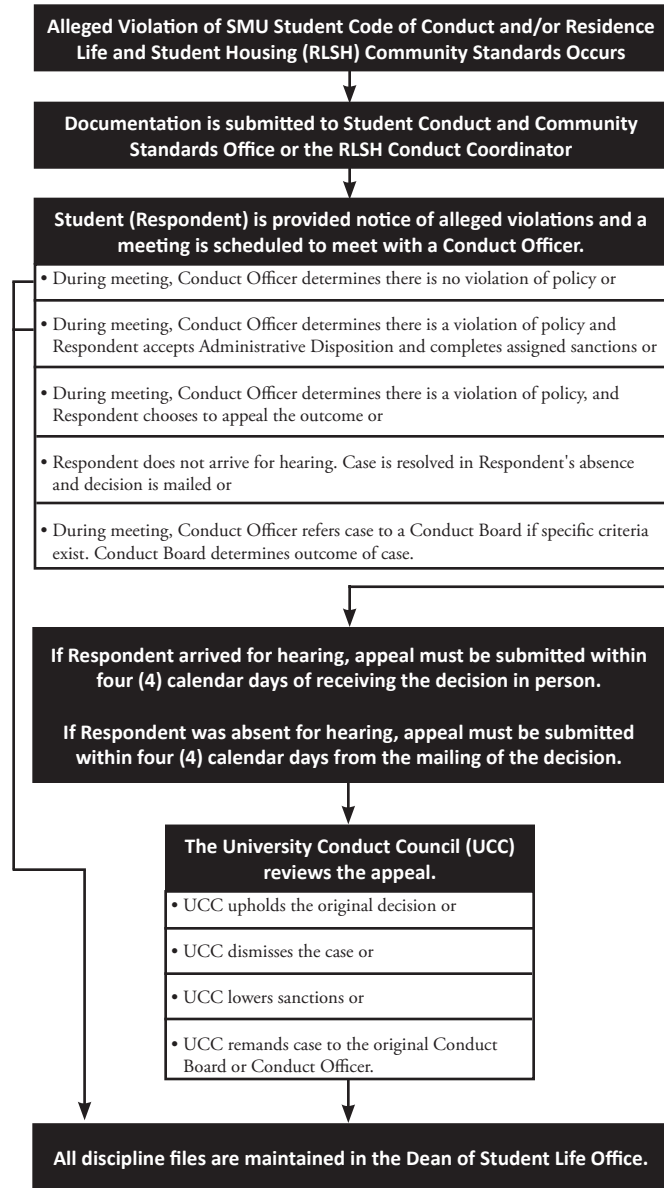 Alleged Violation of SMU Student Code of Conduct and/or Residence
Life and Student Housing (RLSH) Community Standards Occurs
Documentation is submitted to Student Conduct and Community
Standards Office or the RLSH Conduct Coordinator
Student (Respondent) is provided notice of alleged violations and a
meeting is scheduled to meet with a Conduct Officer.
• During meeting, Conduct Officer determines there is no violation of policy or
• During meeting, Conduct Officer determines there is a violation of policy and
Respondent accepts Administrative Disposition and completes assigned sanctions or
• During meeting, Conduct Officer determines there is a violation of policy, and
Respondent chooses to appeal the outcome or
• Respondent does not arrive for hearing. Case is resolved in Respondent's absence
and decision is mailed or
• During meeting, Conduct Officer refers case to a Conduct Board if specific criteria
exist. Conduct Board determines outcome of case.
If Respondent arrived for hearing, appeal must be submitted within
four (4) calendar days of receiving the decision in person.
If Respondent was absent for hearing, appeal must be submitted
within four (4) calendar days from the mailing of the decision.
The University Conduct Council (UCC)
reviews the appeal.
• UCC upholds the original decision or
• UCC dismisses the case or
• UCC lowers sanctions or
• UCC remands case to the original Conduct
Board or Conduct Officer.
All discipline files are maintained in the Dean of Student Life Office.